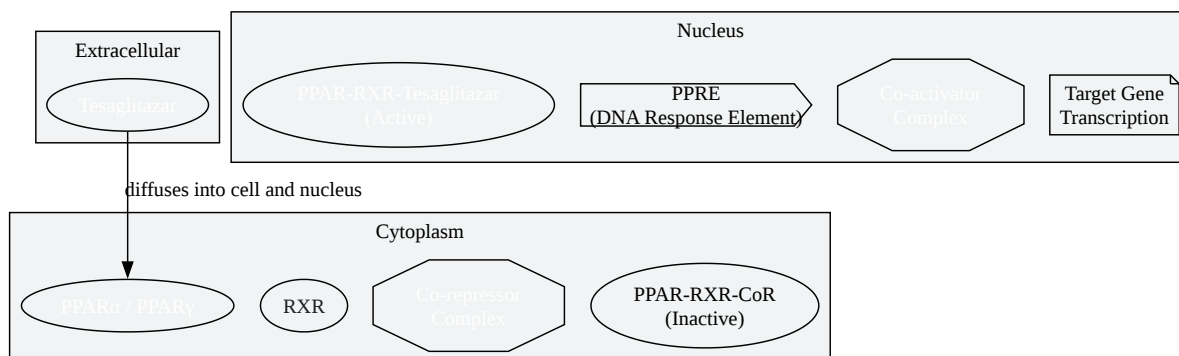 Nucleus
Extracellular
Tesaglitazar
PPAR-RXR-Tesaglitazar
(Active)
PPRE
(DNA Response Element)
Co-activator
Complex
Target Gene
Transcription
diffuses into cell and nucleus
Cytoplasm
PPARα / PPARγ
RXR
Co-repressor
Complex
PPAR-RXR-CoR
(Inactive)